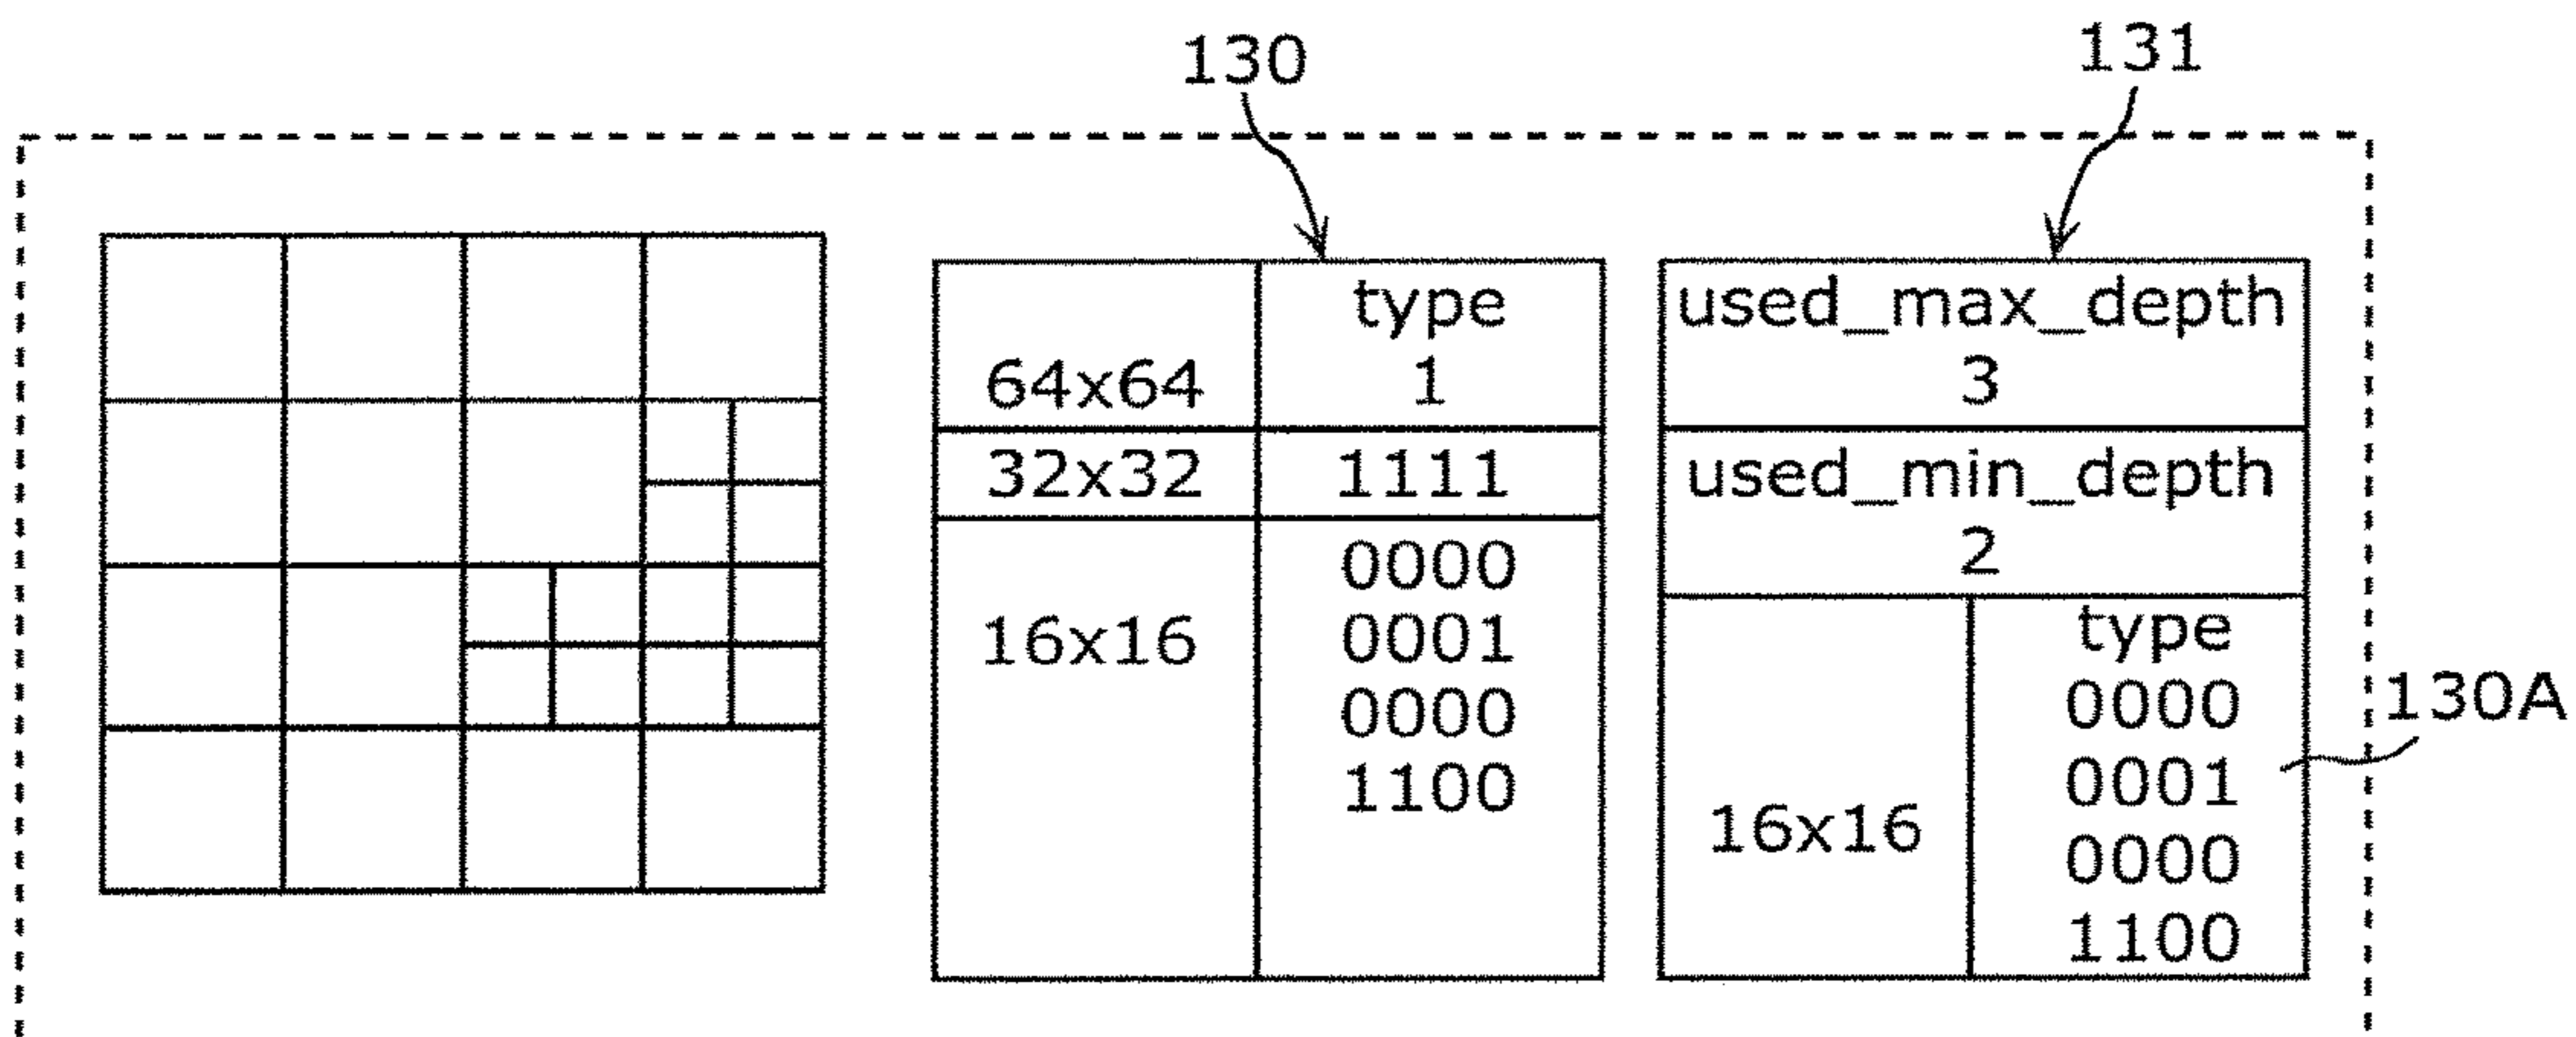 130
131
type
64x64 1
32x32 1111
0000
16x16 0001
0000
1100
used_max_depth
3
used_min_depth
2
type
0000
0001
16x16 0000
1100
130A